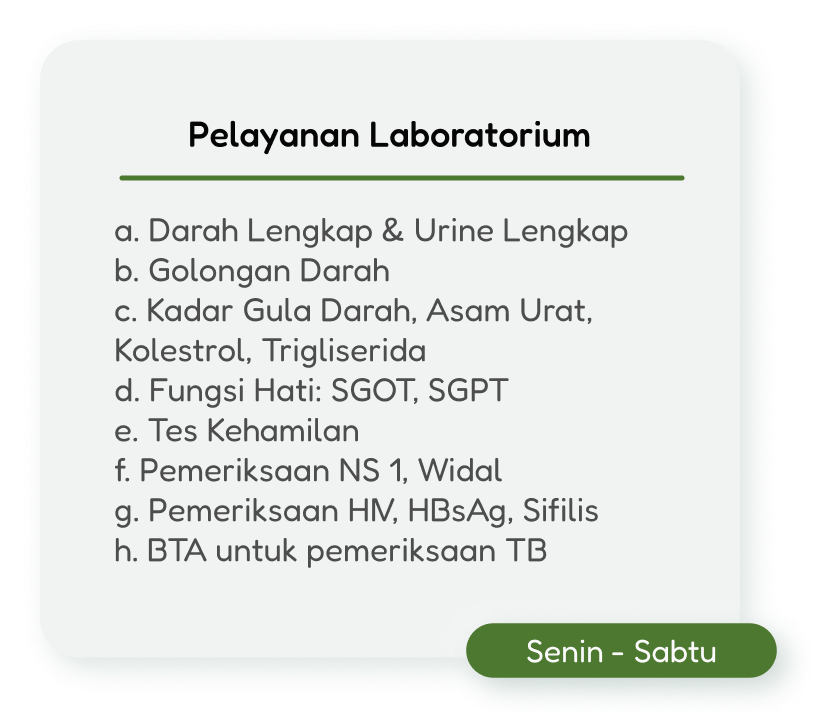 Pelayanan Laboratorium
a. Darah Lengkap & Urine Lengkap
b. Golongan Darah
c. Kadar Gula Darah, Asam Urat,
Kolestrol, Trigliserida
d. Fungsi Hati: SGOT, SGPT
e. Tes Kehamilan
f. Pemeriksaan NS 1, Widal
g. Pemeriksaan HIV, HBsAg, Sifilis
h. BTA untuk pemeriksaan TB
Senin - Sabtu